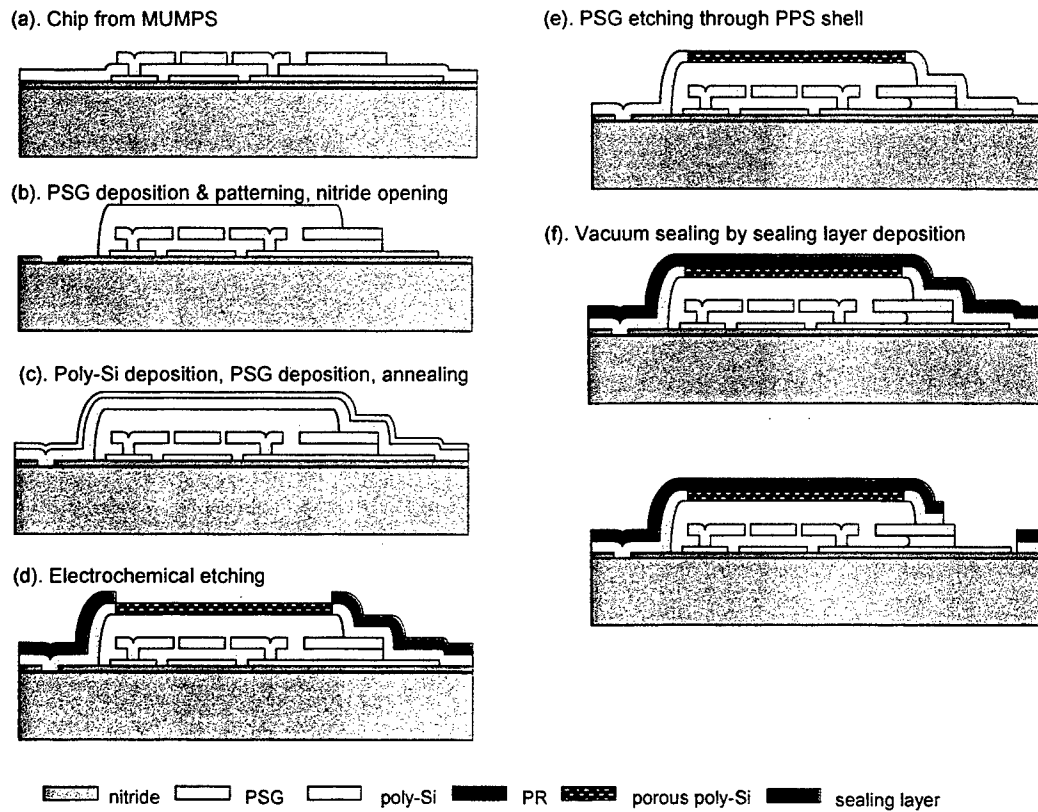 (a). Chip from MUMPS
(b). PSG deposition & patterning, nitride opening
(c). Poly-Si deposition, PSG deposition, annealing
(d). Electrochemical etching
(e). PSG etching through PPS shell
(f). Vacuum sealing by sealing layer deposition
nitride PSG poly-Si PR porous poly-Si sealing layer